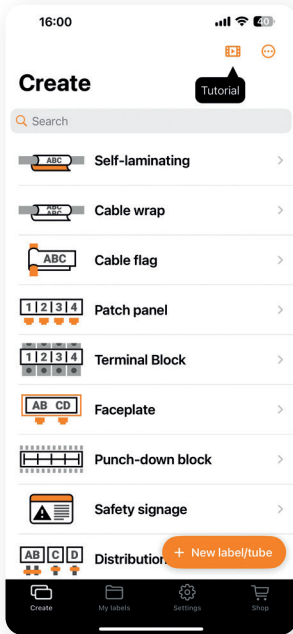 16:00
40
Create
Tutorial
Search
ABC
Self-laminating
ABC
ABC
Cable wrap
ABC
Cable flag
1 2 3 4
Patch panel
1 2 3 4
Terminal Block
AB CD
Faceplate
Punch-down block
Safety signage
AB C D
Distribution
+ New label/tube
Create
My labels
Settings
Shop